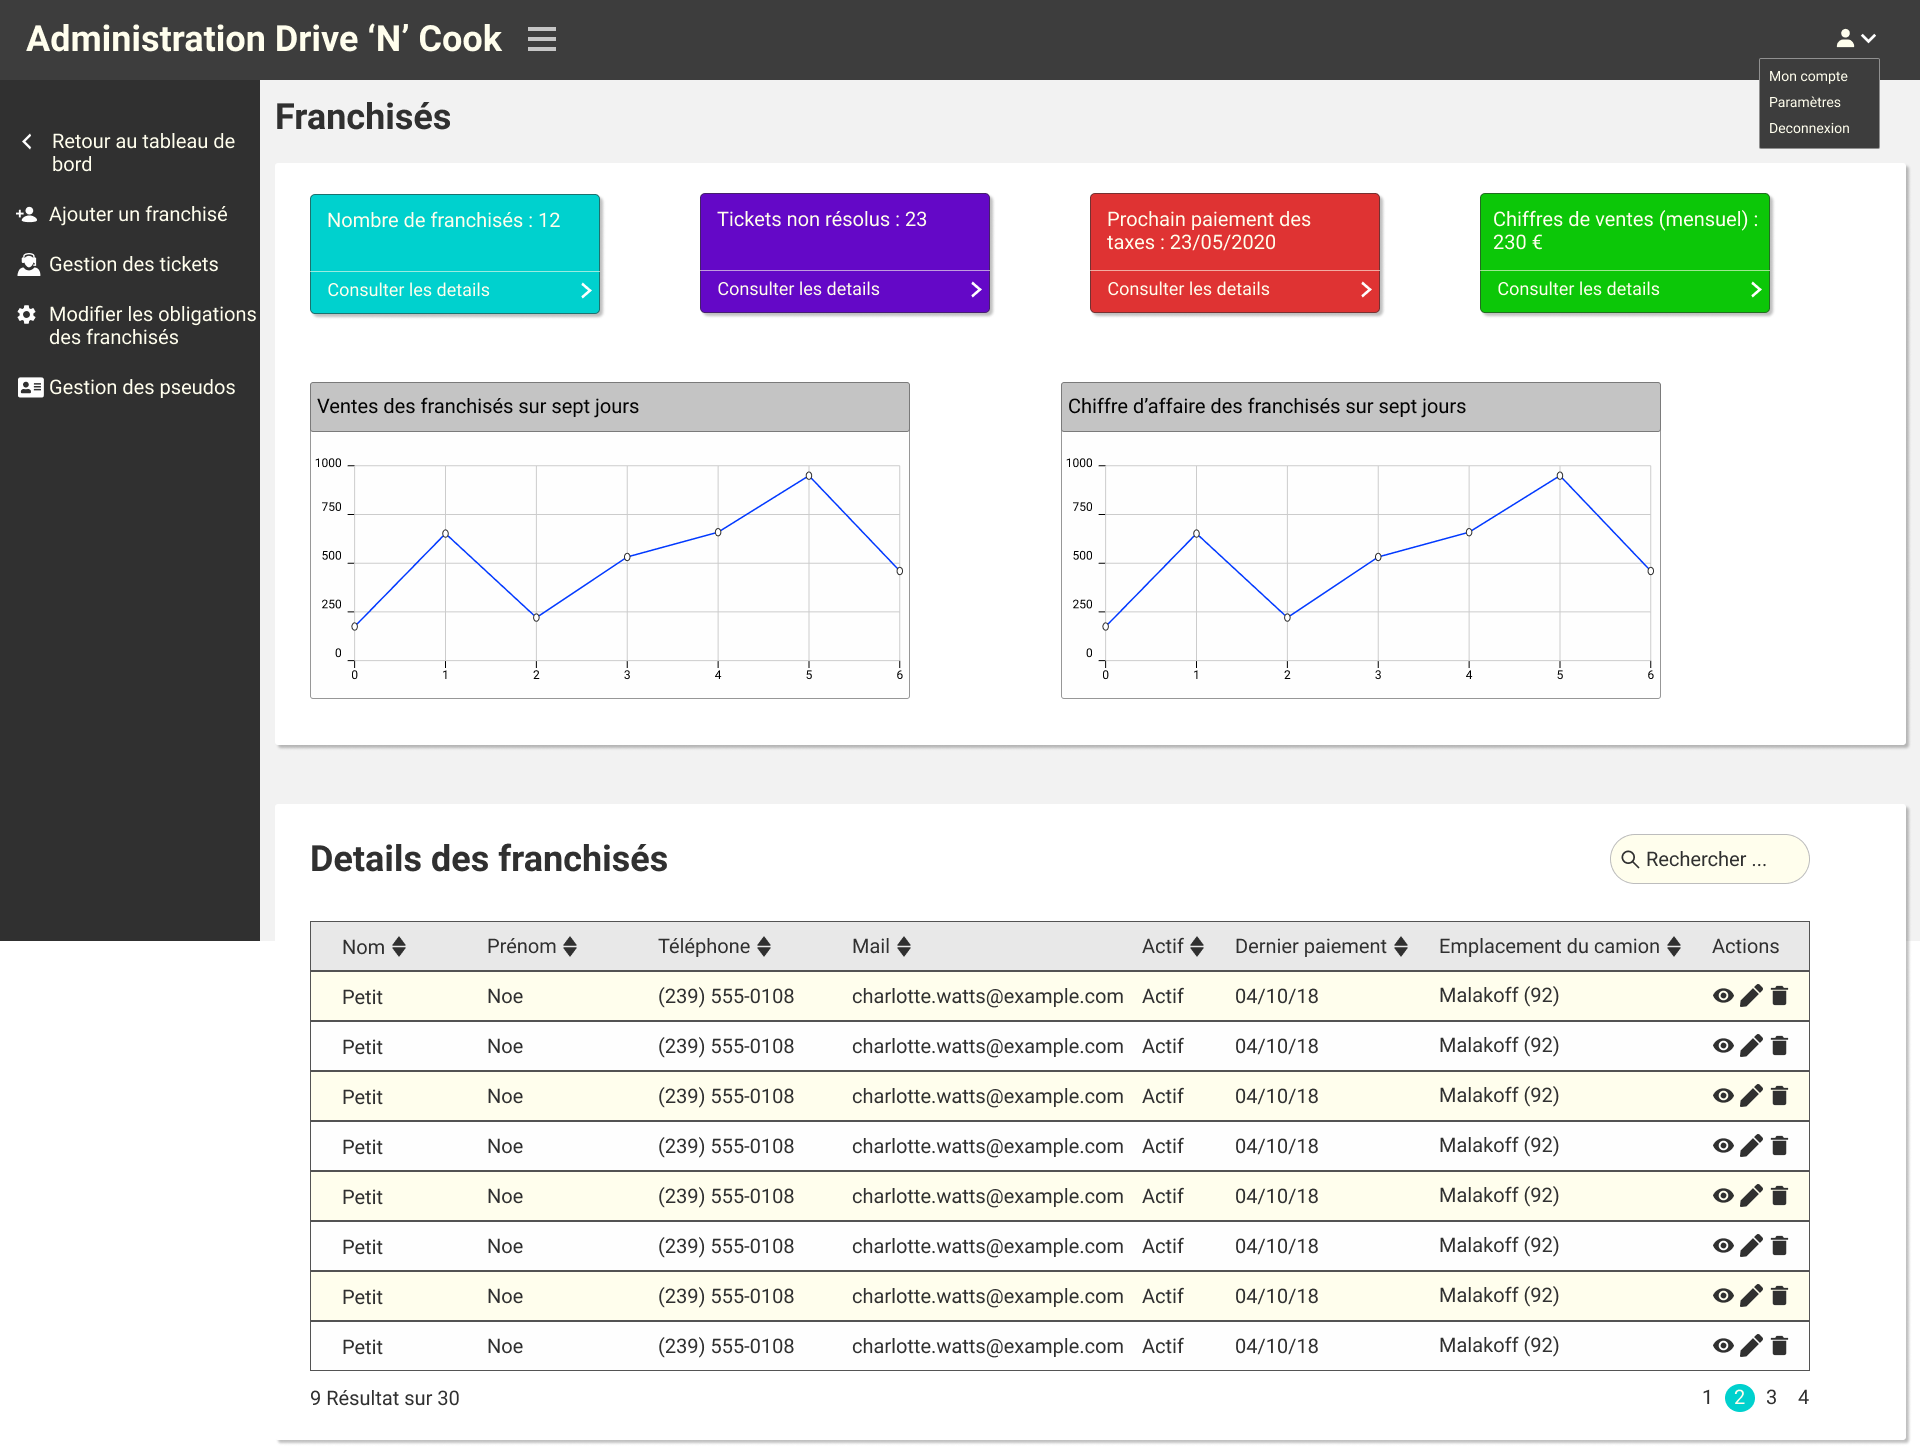 Administration Drive ‘N’ Cook
Mon compte
Paramètres
Deconnexion
Retour au tableau de
bord
Ajouter un franchisé
Gestion des tickets
Modifier les obligations
des franchisés
Gestion des pseudos
Franchisés
Nombre de franchisés : 12
Consulter les details
Tickets non résolus : 23
Consulter les details
Prochain paiement des
taxes : 23/05/2020
Consulter les details
Chiffres de ventes (mensuel) :
230 €
Consulter les details
Ventes des franchisés sur sept jours
1000
750
500
250
0
0 1 2 3 4 5 6
Chiffre d’affaire des franchisés sur sept jours
1000
750
500
250
0
0 1 2 3 4 5 6
Details des franchisés
Rechercher ...
Nom Prénom Téléphone Mail Actif Dernier paiement Emplacement du camion Actions
Petit Noe (239) 555-0108 charlotte.watts@example.com Actif 04/10/18 Malakoff (92)
Petit Noe (239) 555-0108 charlotte.watts@example.com Actif 04/10/18 Malakoff (92)
Petit Noe (239) 555-0108 charlotte.watts@example.com Actif 04/10/18 Malakoff (92)
Petit Noe (239) 555-0108 charlotte.watts@example.com Actif 04/10/18 Malakoff (92)
Petit Noe (239) 555-0108 charlotte.watts@example.com Actif 04/10/18 Malakoff (92)
Petit Noe (239) 555-0108 charlotte.watts@example.com Actif 04/10/18 Malakoff (92)
Petit Noe (239) 555-0108 charlotte.watts@example.com Actif 04/10/18 Malakoff (92)
Petit Noe (239) 555-0108 charlotte.watts@example.com Actif 04/10/18 Malakoff (92)
9 Résultat sur 30
1 2 3 4